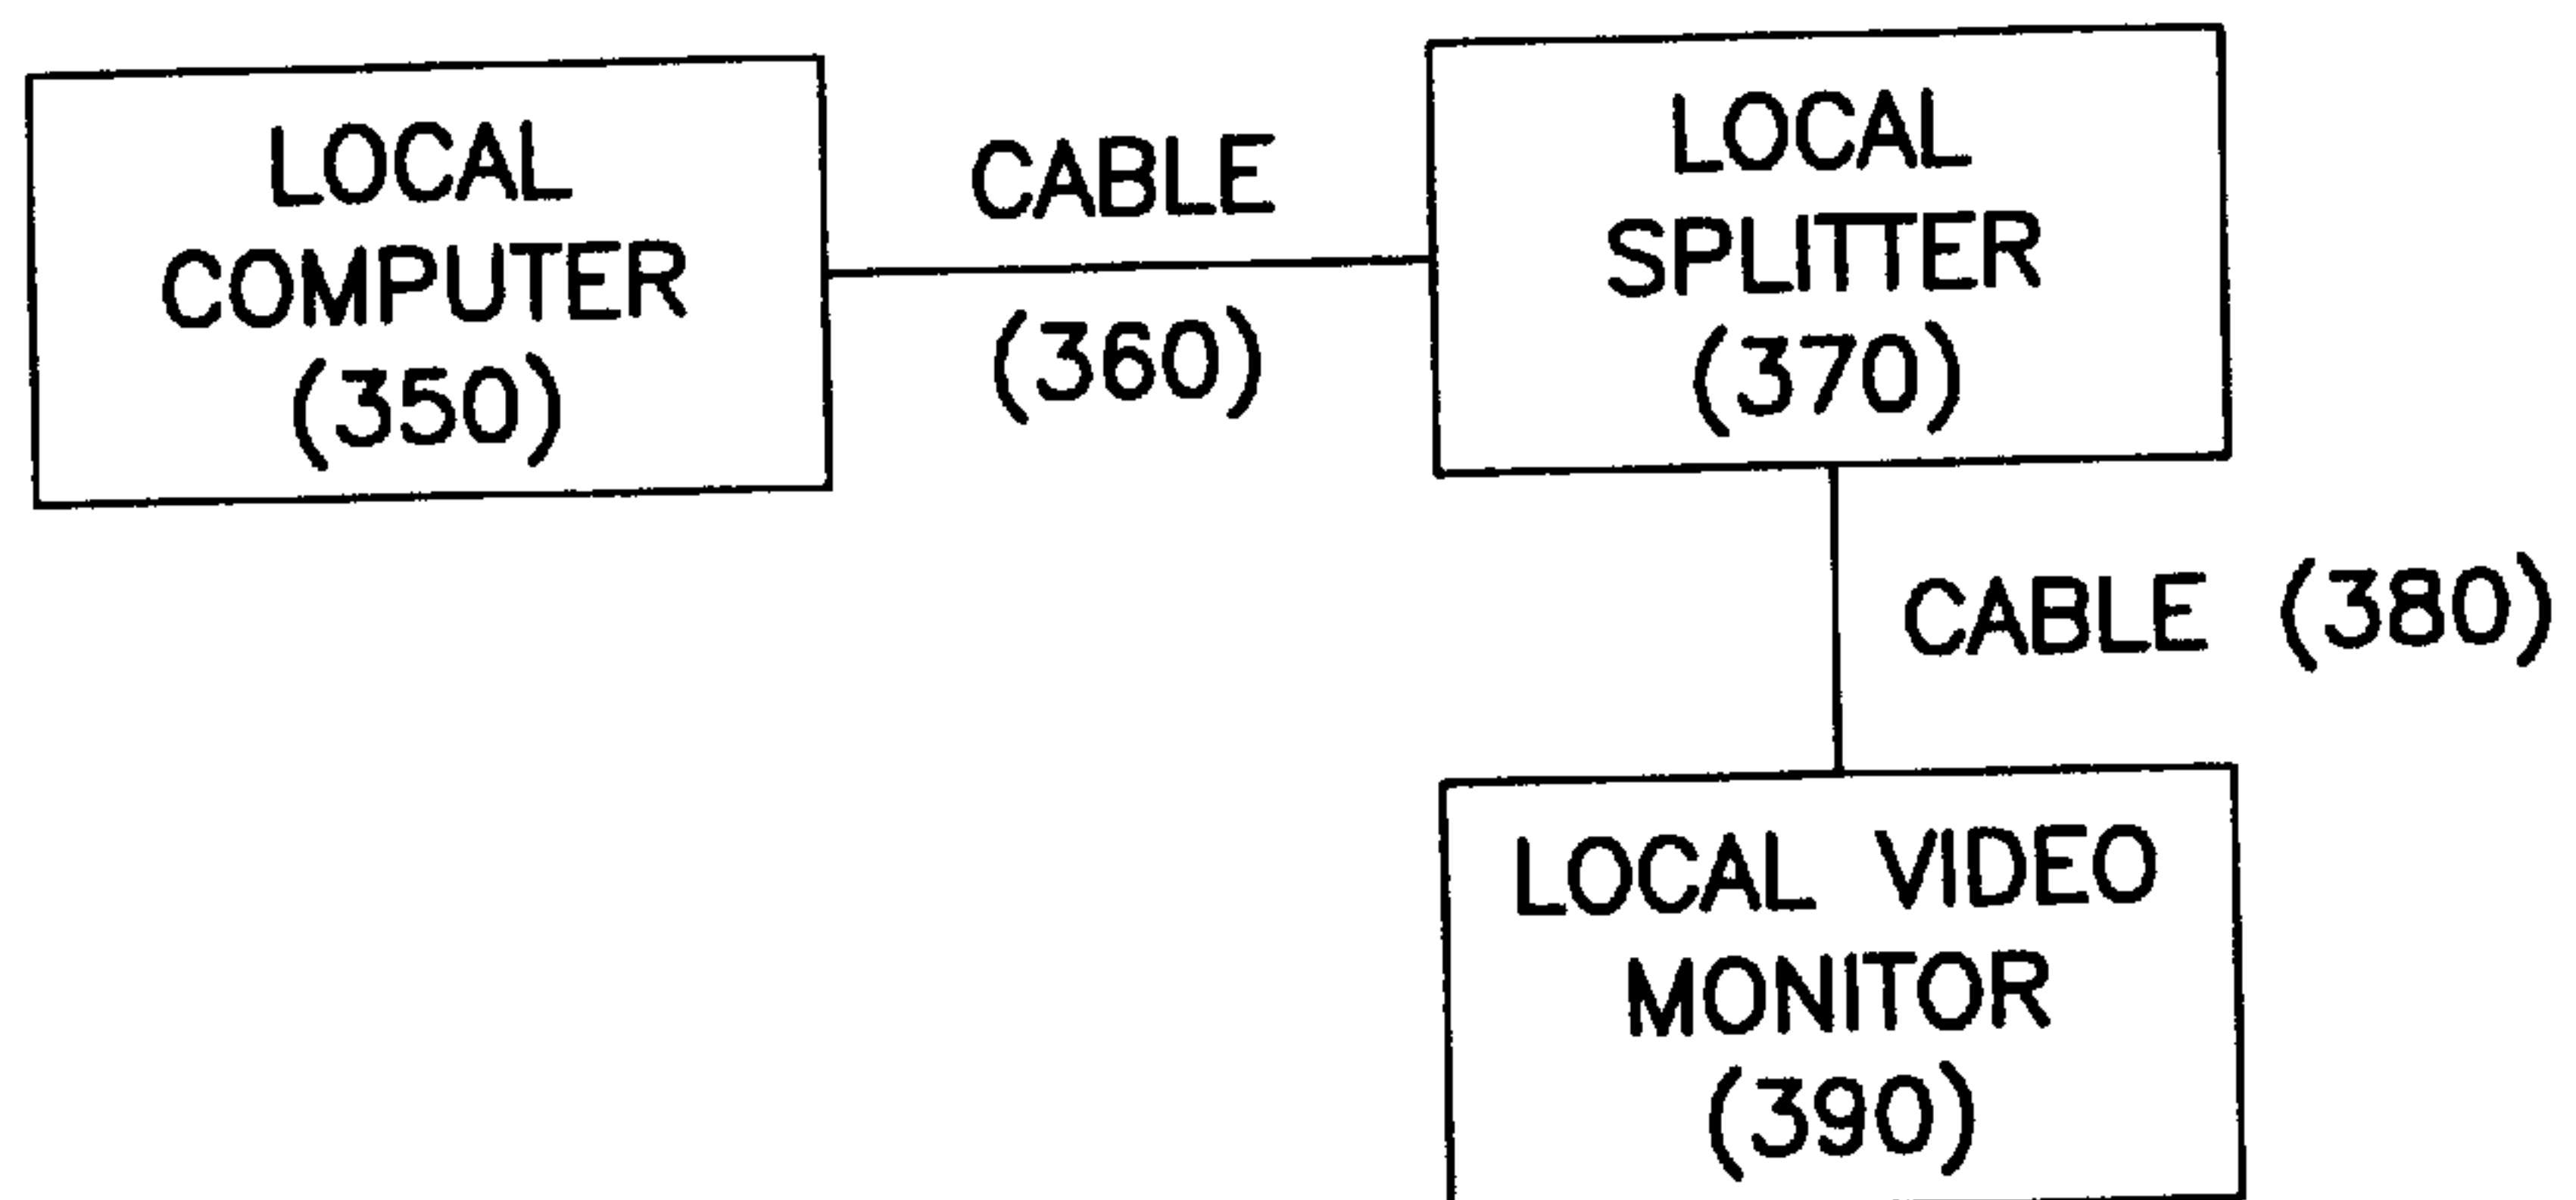 LOCAL
COMPUTER
(350)
CABLE
(360)
LOCAL
SPLITTER
(370)
CABLE (380)
LOCAL VIDEO
MONITOR
(390)